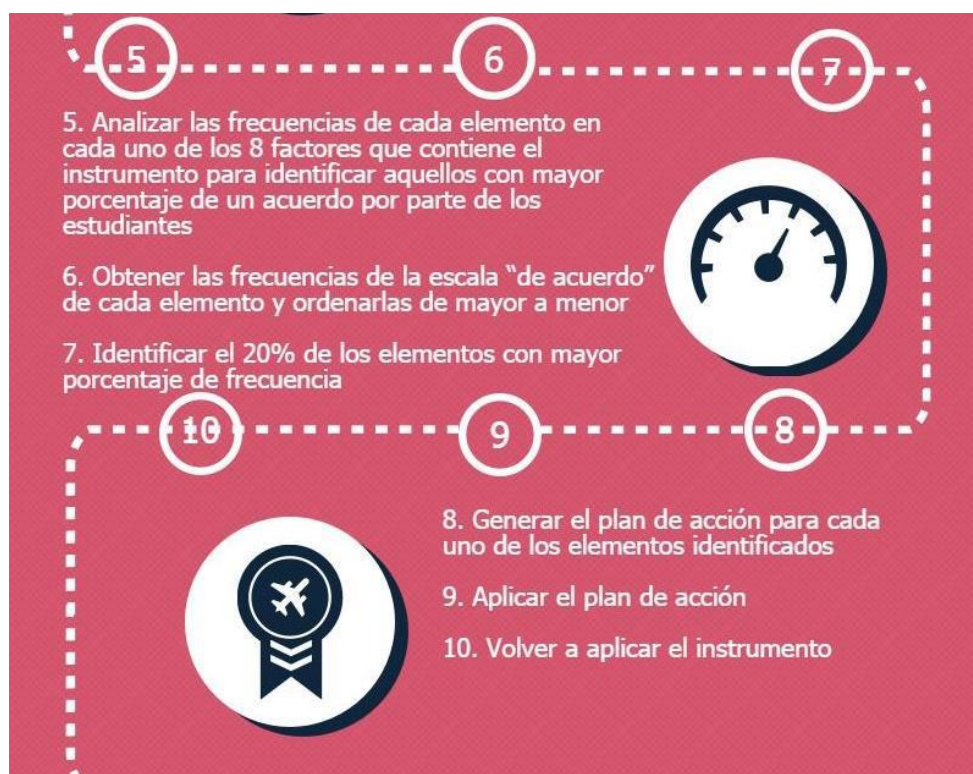 5
6
7
5. Analizar las frecuencias de cada elemento en
cada uno de los 8 factores que contiene el
instrumento para identificar aquellos con mayor
porcentaje de un acuerdo por parte de los
estudiantes
6. Obtener las frecuencias de la escala “de acuerdo”
de cada elemento y ordenarlas de mayor a menor
7. Identificar el 20% de los elementos con mayor
porcentaje de frecuencia
10
9
8
8. Generar el plan de acción para cada
uno de los elementos identificados
9. Aplicar el plan de acción
10. Volver a aplicar el instrumento